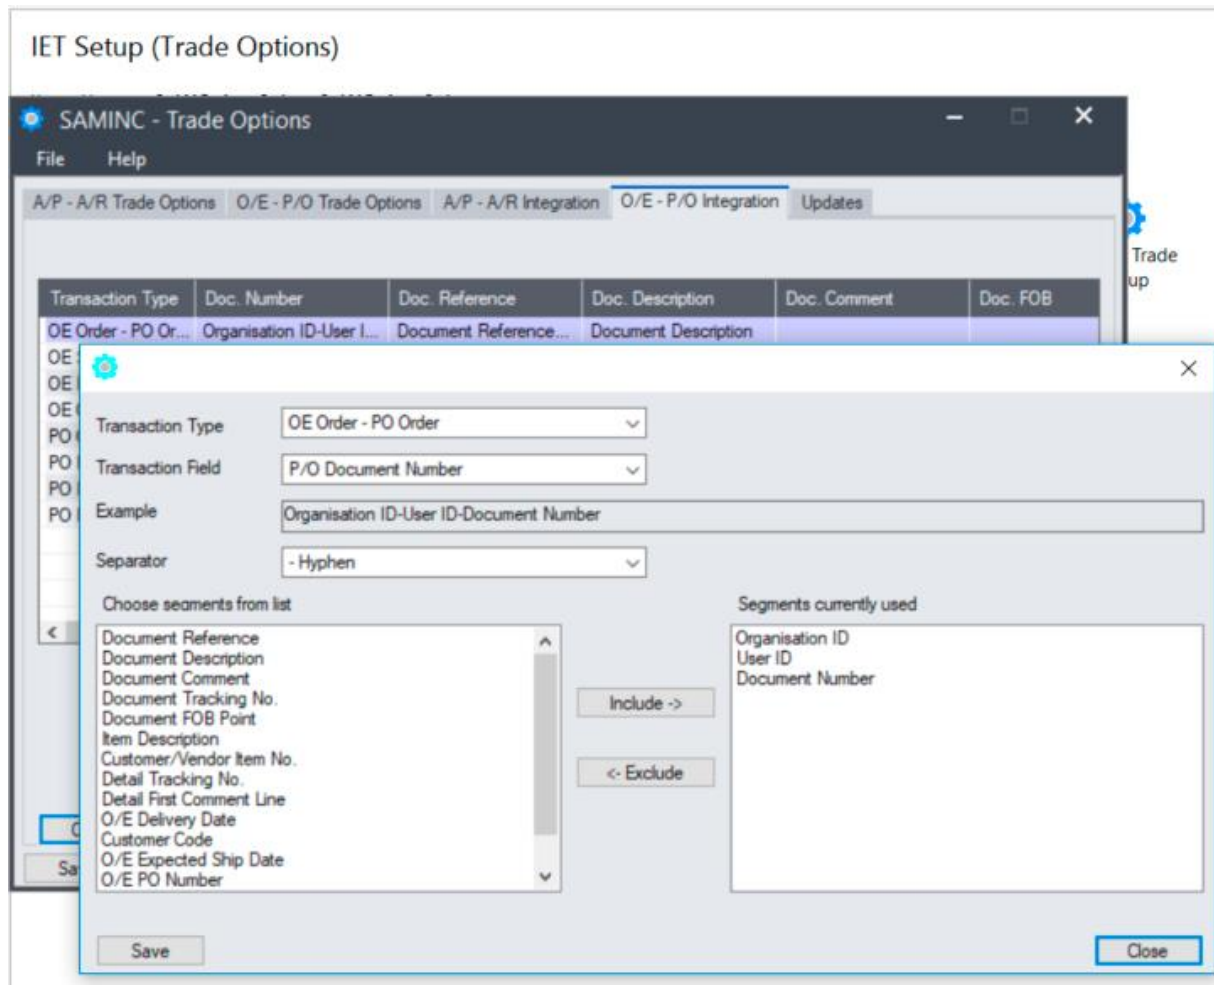 IET Setup (Trade Options)
SAMINC - Trade Options
File Help
A/P - A/R Trade Options O/E - P/O Trade Options A/P - A/R Integration O/E - P/O Integration Updates
Trade
up
Transaction Type Doc. Number Doc. Reference Doc. Description Doc. Comment Doc. FOB
OE Order - PO Or... Organisation ID-User I... Document Reference... Document Description
OE
OE
OE
PO
PO
PO
PO
Transaction Type OE Order - PO Order
Transaction Field P/O Document Number
Example Organisation ID-User ID-Document Number
Separator - Hyphen
Choose segments from list Segments currently used
Document Reference Organisation ID
Document Description User ID
Document Comment Document Number
Document Tracking No.
Document FOB Point
Include ->
Item Description
Customer/Vendor Item No.
Detail Tracking No.
<- Exclude
Detail First Comment Line
O/E Delivery Date
Customer Code
O/E Expected Ship Date
O/E PO Number
Sa
Save Close